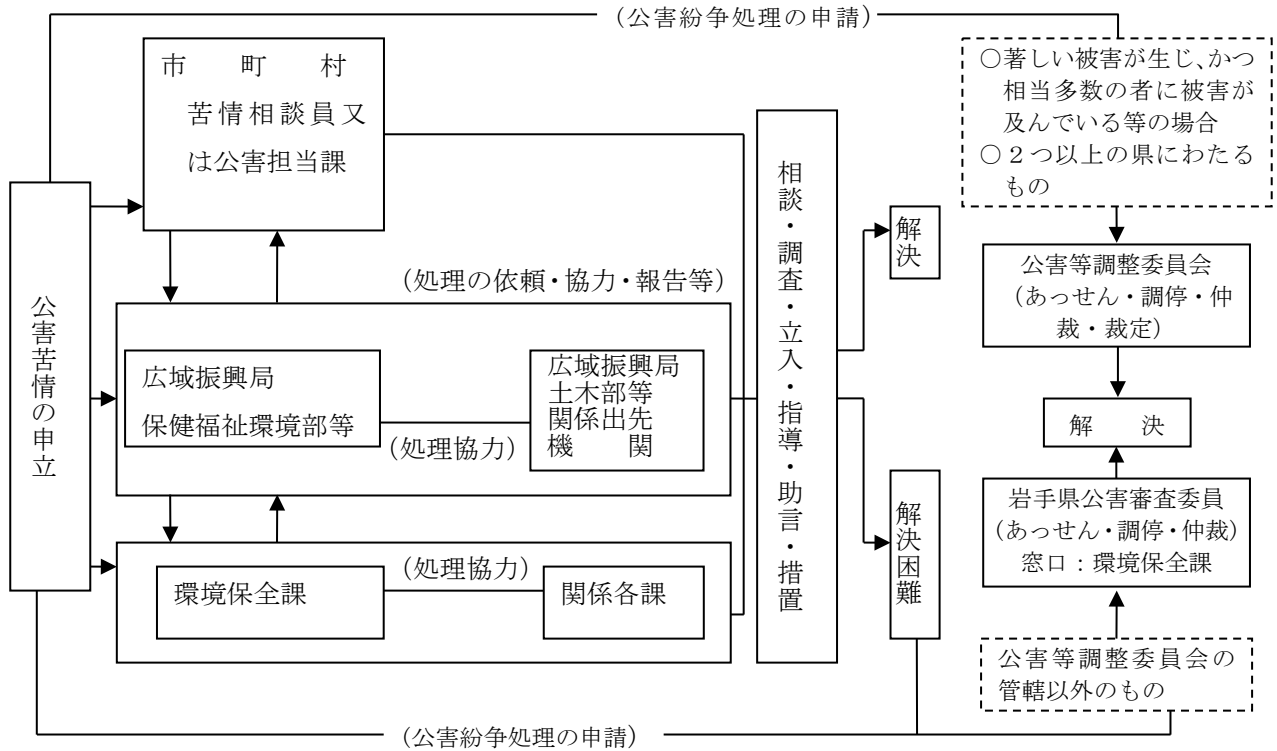 (公害紛争処理の申請)
市　町　村
苦情相談員又
は公害担当課
○著しい被害が生じ、かつ
相当多数の者に被害が
及んでいる等の場合
○２つ以上の県にわたる
もの
公害苦情の申立
(処理の依頼・協力・報告等)
広域振興局
保健福祉環境部等
(処理協力)
広域振興局
土木部等
関係出先
機　　関
環境保全課
(処理協力)
関係各課
相談・調査・立入・指導・助言・措置
解決
解決困難
公害等調整委員会
(あっせん・調停・仲
裁・裁定)
解　　決
岩手県公害審査委員
(あっせん・調停・仲裁)
窓口：環境保全課
公害等調整委員会の
管轄以外のもの
(公害紛争処理の申請)